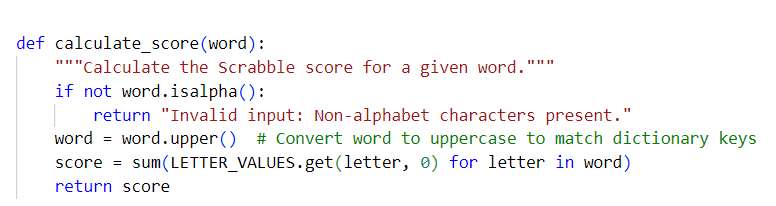 def calculate_score(word):
    """Calculate the Scrabble score for a given word."""
    if not word.isalpha():
        return "Invalid input: Non-alphabet characters present."
    word = word.upper()  # Convert word to uppercase to match dictionary keys
    score = sum(LETTER_VALUES.get(letter, 0) for letter in word)
    return score